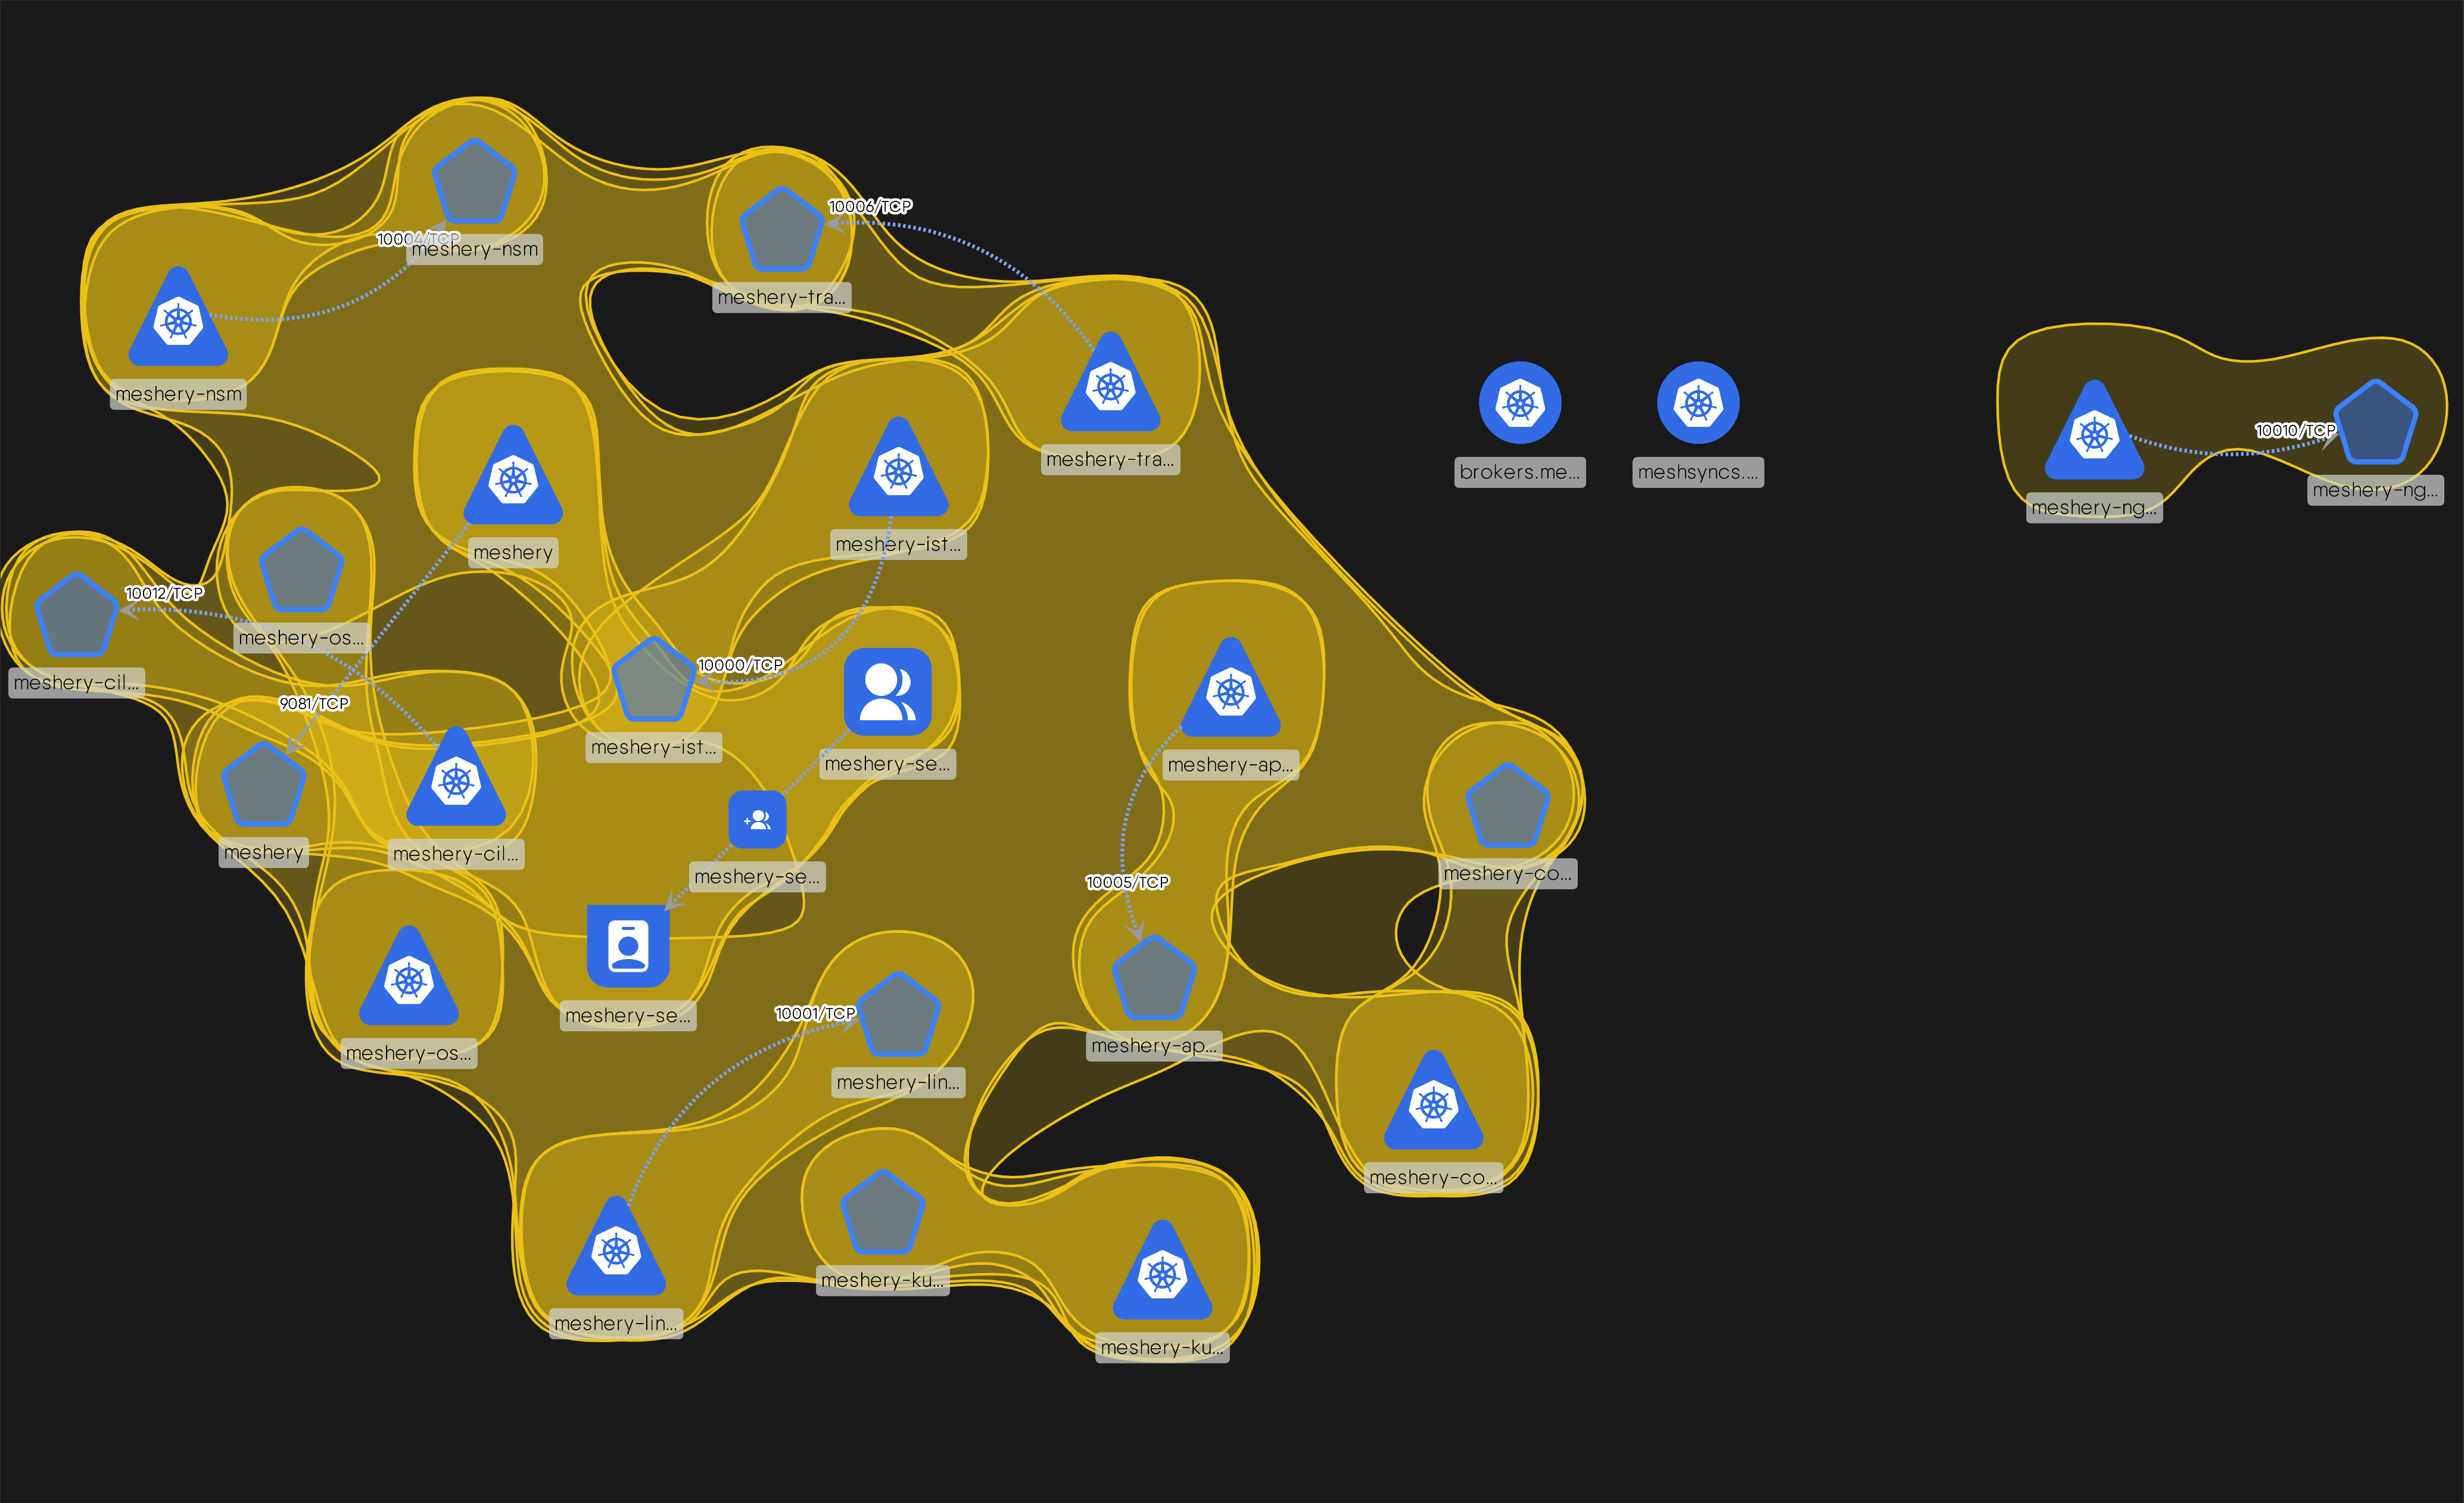 10006/TCP
10004/TCP
meshery-nsm
meshery-tra...
meshery-nsm
meshery-tra...
brokers.me...
meshsyncs....
10010/TCP
meshery-ng...
meshery-ng...
meshery
meshery-ist...
10012/TCP
meshery-os...
meshery-cil...
10000/TCP
9081/TCP
meshery-ist...
meshery-se...
meshery-ap...
meshery
meshery-cil...
meshery-se...
10005/TCP
meshery-co...
meshery-se...
10001/TCP
meshery-os...
meshery-ap...
meshery-lin...
meshery-co...
meshery-ku...
meshery-lin...
meshery-ku...